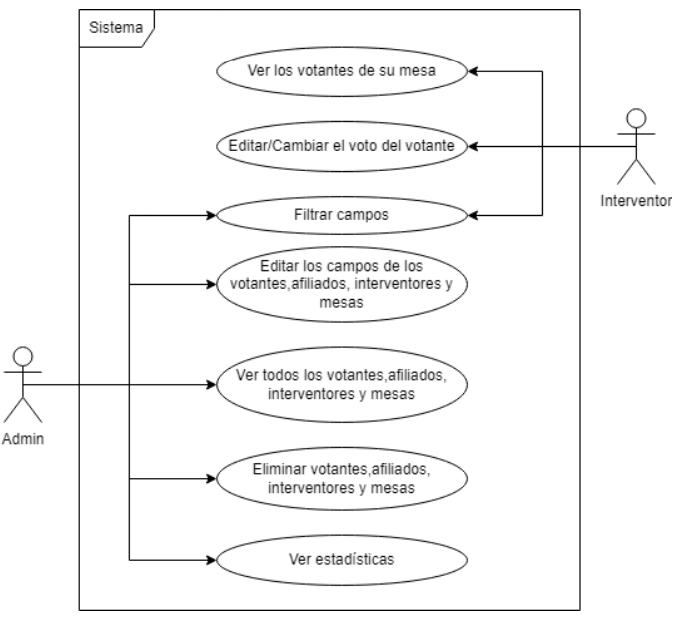 Sistema
Ver los votantes de su mesa
Editar/Cambiar el voto del votante
Interventor
Filtrar campos
Editar los campos de los
votantes,afiliados, interventores y
mesas
Ver todos los votantes,afiliados,
interventores y mesas
Admin
Eliminar votantes,afiliados,
interventores y mesas
Ver estadísticas